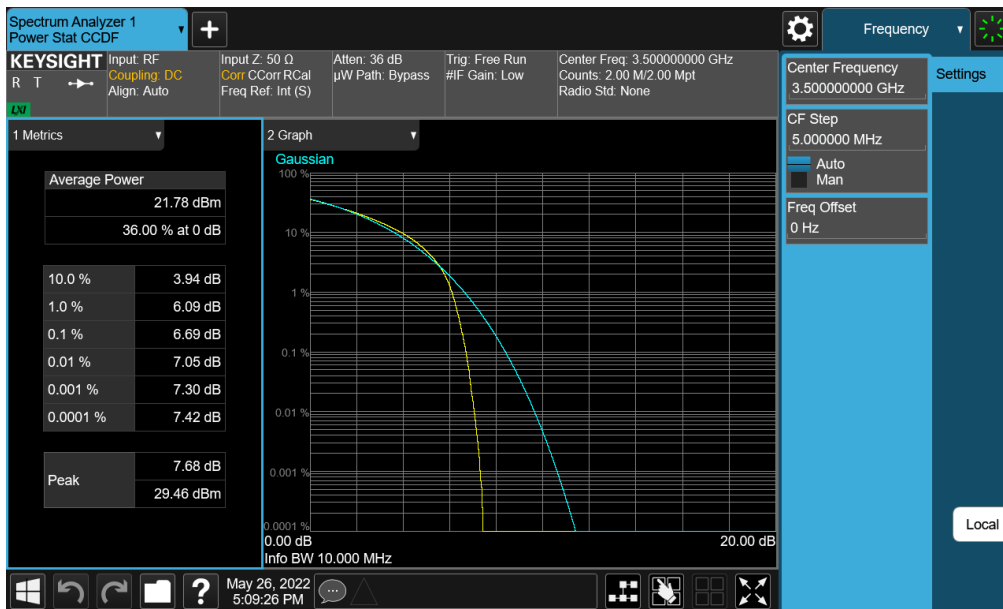 Spectrum Analyzer 1
Power Stat CCDF
Frequency
KEYSIGHT
R T
LXI
Input: RF
Coupling: DC
Align: Auto
Input Z: 50 Ω
Corr CCorr RCal
Freq Ref: Int (S)
Atten: 36 dB
µW Path: Bypass
Trig: Free Run
#IF Gain: Low
Center Freq: 3.500000000 GHz
Counts: 2.00 M/2.00 Mpt
Radio Std: None
Center Frequency
3.500000000 GHz
Settings
CF Step
5.000000 MHz
Auto
Man
Freq Offset
0 Hz
Local
1 Metrics
Average Power
21.78 dBm
36.00 % at 0 dB
10.0 % 3.94 dB
1.0 % 6.09 dB
0.1 % 6.69 dB
0.01 % 7.05 dB
0.001 % 7.30 dB
0.0001 % 7.42 dB
Peak
7.68 dB
29.46 dBm
2 Graph
Gaussian
100 %
10 %
1 %
0.1 %
0.01 %
0.001 %
0.0001 %
0.00 dB 20.00 dB
Info BW 10.000 MHz
?
May 26, 2022
5:09:26 PM